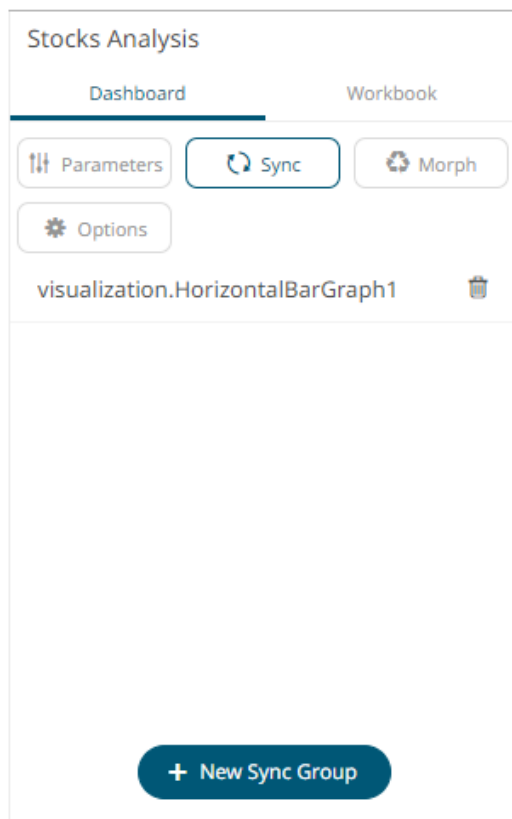 Stocks Analysis
Dashboard Workbook
Parameters Sync Morph
Options
visualization.HorizontalBarGraph1
+ New Sync Group